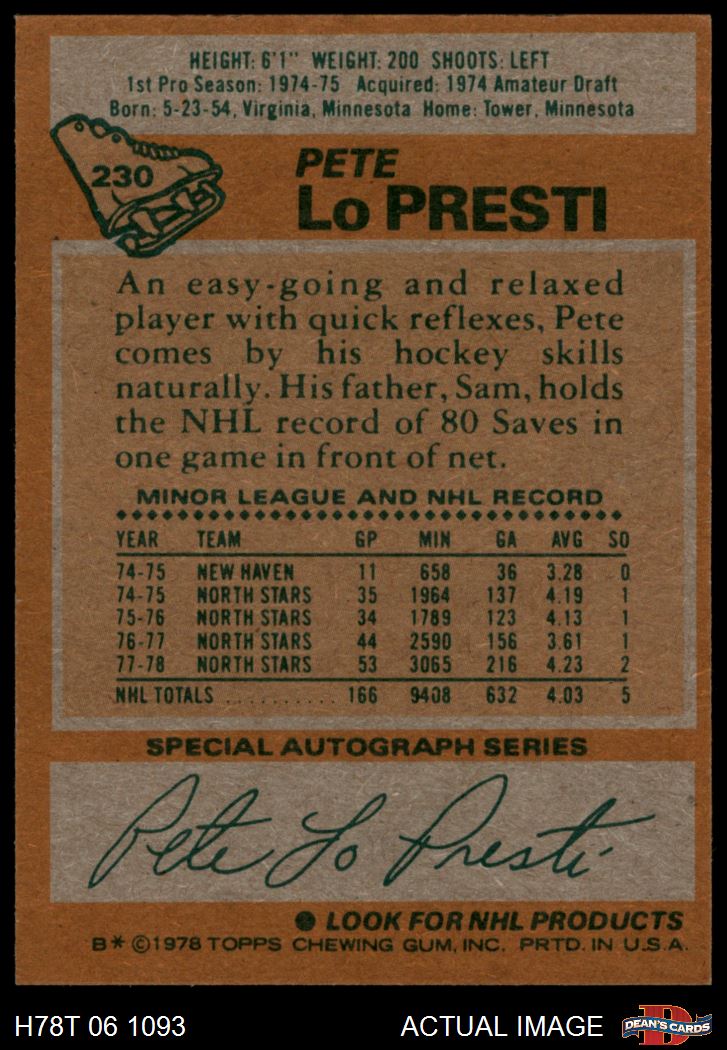 HEIGHT: 6'1" WEIGHT: 200 SHOOTS: LEFT
1st Pro Season: 1974-75 Acquired: 1974 Amateur Draft
Born: 5-23-54, Virginia, Minnesota Home: Tower, Minnesota
230
PETE
Lo PRESTI
An easy-going and relaxed
player with quick reflexes, Pete
comes by his hockey skills
naturally. His father, Sam, holds
the NHL record of 80 Saves in
one game in front of net.
MINOR LEAGUE AND NHL RECORD
YEAR TEAM GP MIN GA AVG SO
74-75 NEW HAVEN 11 658 36 3.28 0
74-75 NORTH STARS 35 1964 137 4.19 1
75-76 NORTH STARS 34 1789 123 4.13 1
76-77 NORTH STARS 44 2590 156 3.61 1
77-78 NORTH STARS 53 3065 216 4.23 2
NHL TOTALS .......... 166 9408 632 4.03 5
SPECIAL AUTOGRAPH SERIES
Pete Lo Presti
● LOOK FOR NHL PRODUCTS
B* ©1978 TOPPS CHEWING GUM, INC. PRTD. IN U.S.A.
H78T 06 1093 ACTUAL IMAGE D DEAN'S CARDS